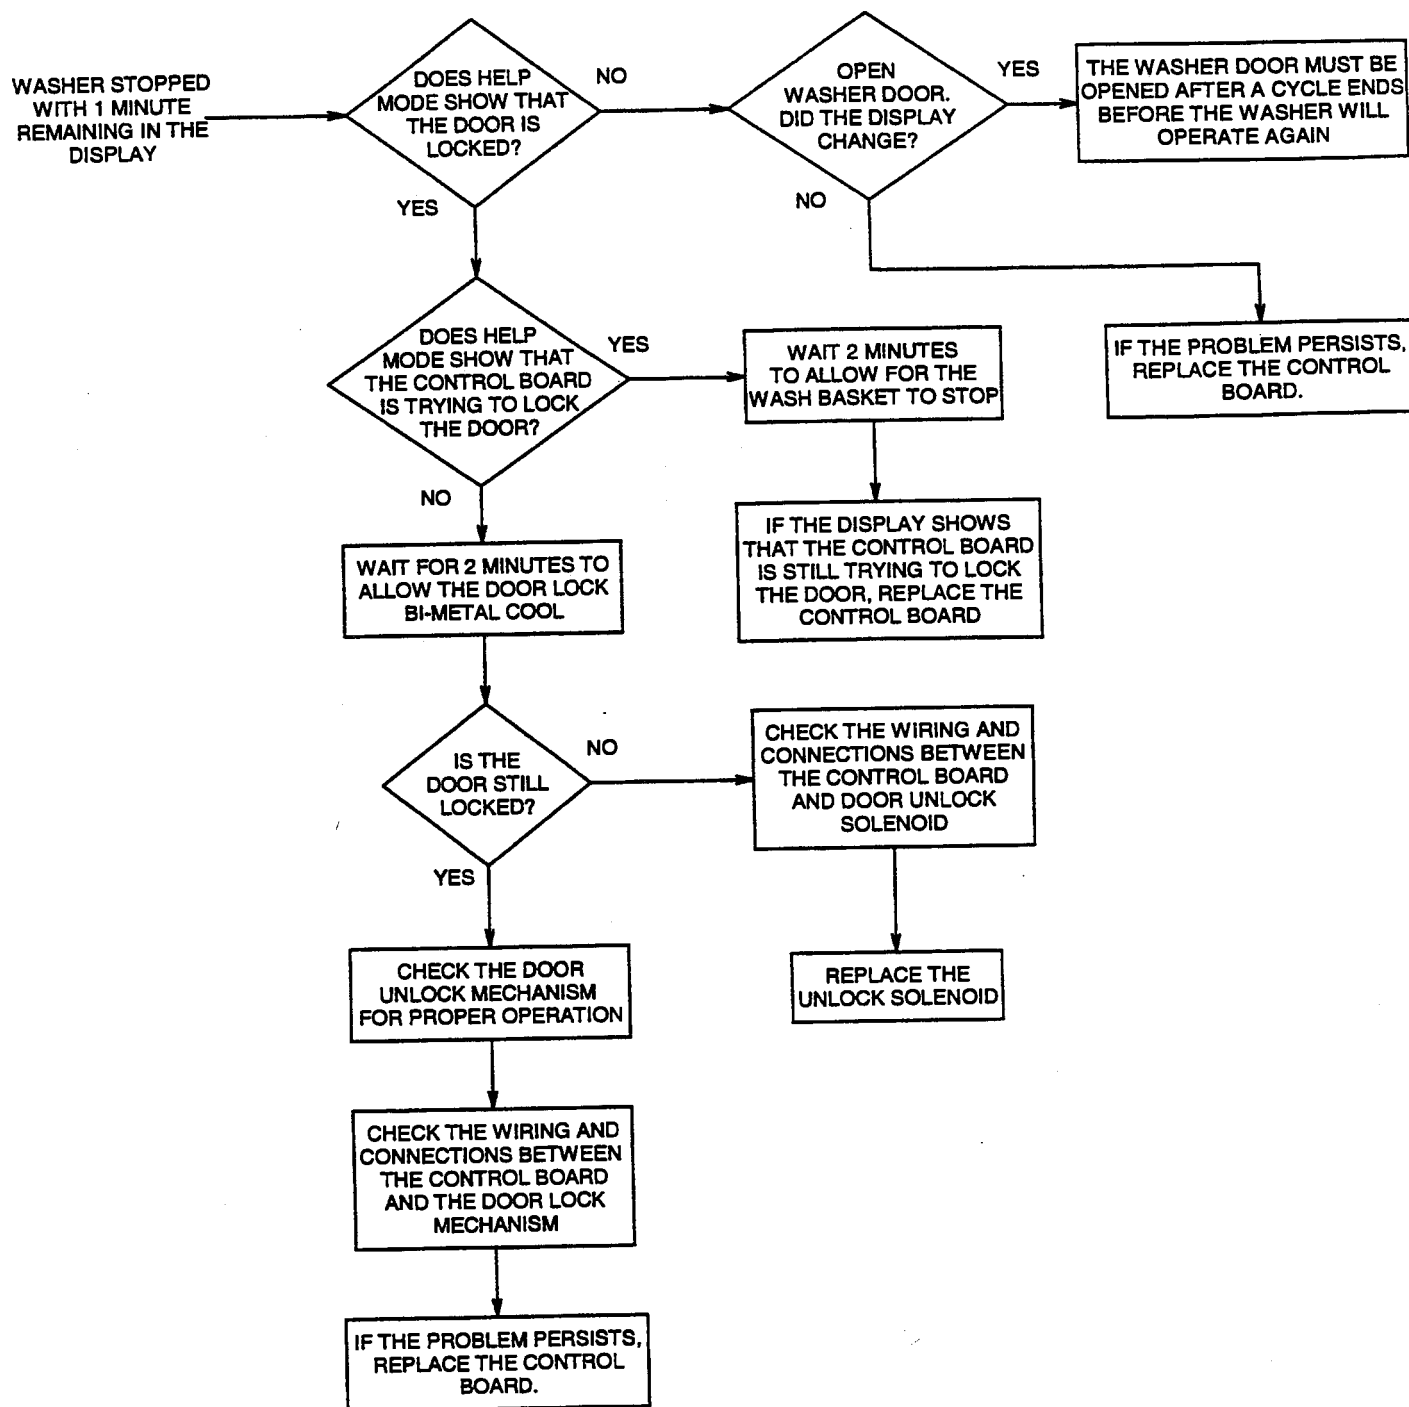 WASHER STOPPED
WITH 1 MINUTE
REMAINING IN THE
DISPLAY
DOES HELP
MODE SHOW THAT
THE DOOR IS
LOCKED?
NO
OPEN
WASHER DOOR.
DID THE DISPLAY
CHANGE?
YES
THE WASHER DOOR MUST BE
OPENED AFTER A CYCLE ENDS
BEFORE THE WASHER WILL
OPERATE AGAIN
YES
NO
DOES HELP
MODE SHOW THAT
THE CONTROL BOARD
IS TRYING TO LOCK
THE DOOR?
YES
WAIT 2 MINUTES
TO ALLOW FOR THE
WASH BASKET TO STOP
IF THE PROBLEM PERSISTS,
REPLACE THE CONTROL
BOARD.
NO
IF THE DISPLAY SHOWS
THAT THE CONTROL BOARD
IS STILL TRYING TO LOCK
THE DOOR, REPLACE THE
CONTROL BOARD
WAIT FOR 2 MINUTES TO
ALLOW THE DOOR LOCK
BI-METAL COOL
IS THE
DOOR STILL
LOCKED?
NO
CHECK THE WIRING AND
CONNECTIONS BETWEEN
THE CONTROL BOARD
AND DOOR UNLOCK
SOLENOID
YES
CHECK THE DOOR
UNLOCK MECHANISM
FOR PROPER OPERATION
REPLACE THE
UNLOCK SOLENOID
CHECK THE WIRING AND
CONNECTIONS BETWEEN
THE CONTROL BOARD
AND THE DOOR LOCK
MECHANISM
IF THE PROBLEM PERSISTS,
REPLACE THE CONTROL
BOARD.